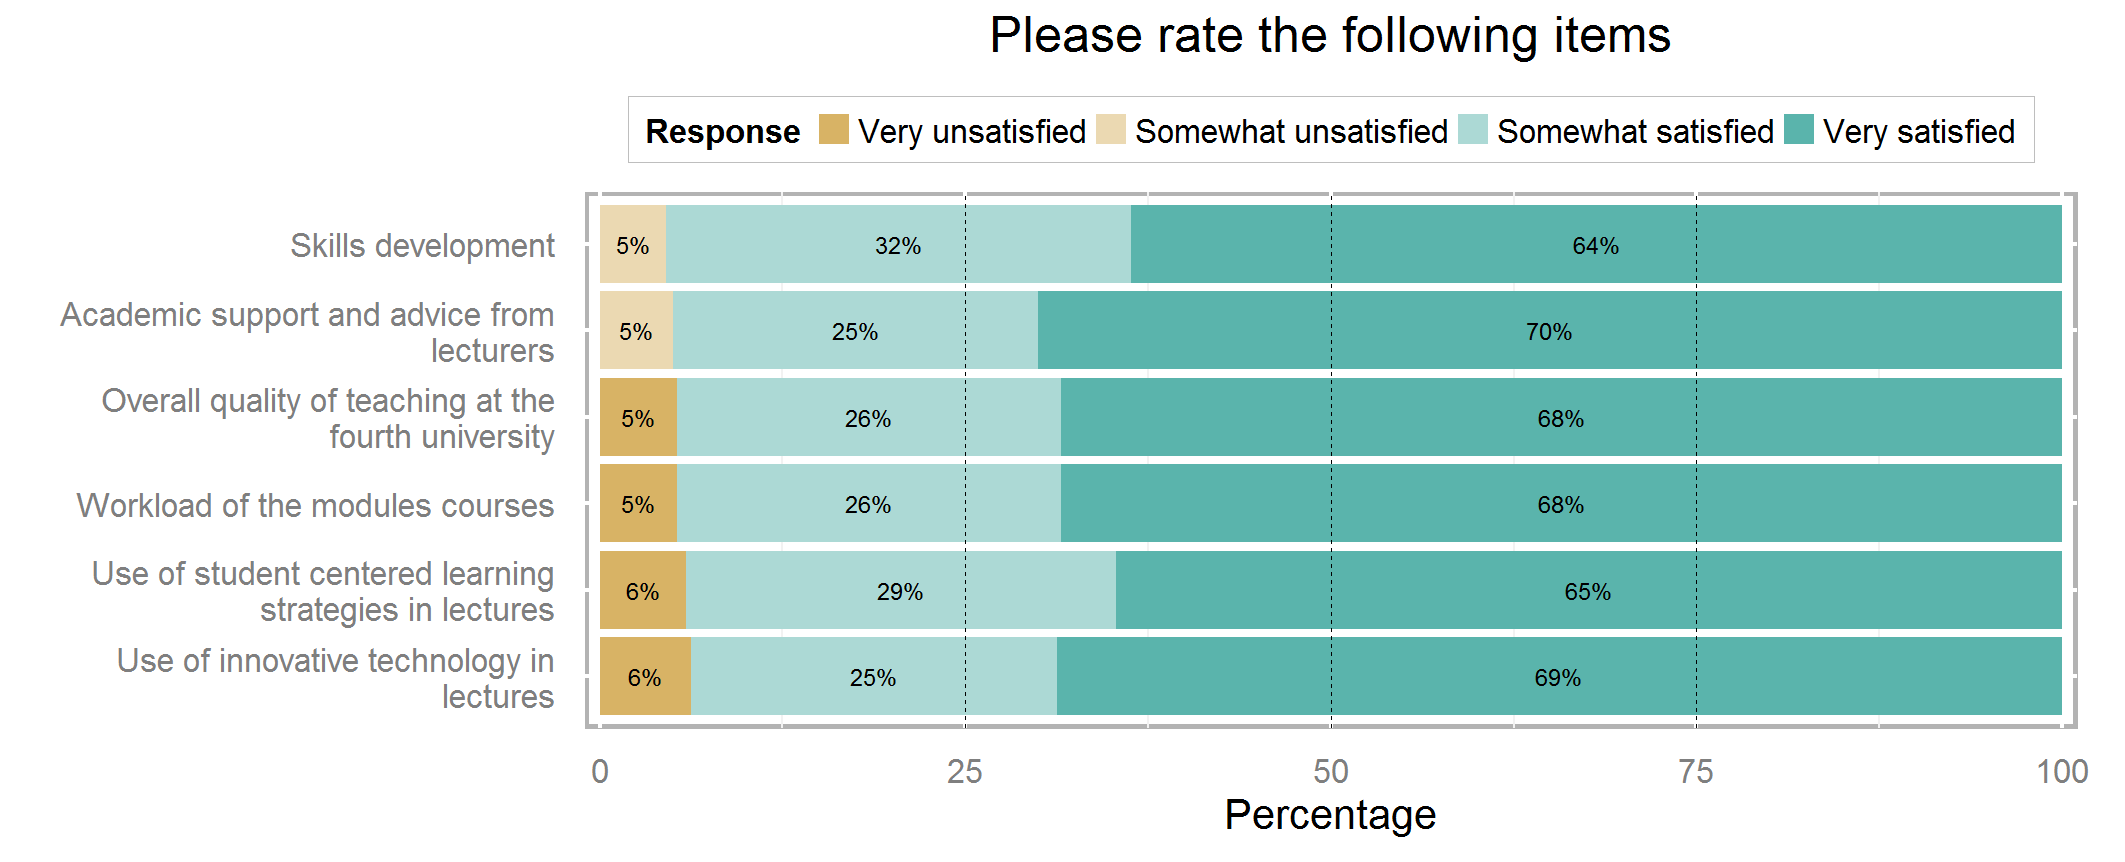 Please rate the following items
Response Very unsatisfied Somewhat unsatisfied Somewhat satisfied Very satisfied
Skills development
5% 32% 64%
Academic support and advice from
lecturers
5% 25% 70%
Overall quality of teaching at the
fourth university
5% 26% 68%
Workload of the modules courses
5% 26% 68%
Use of student centered learning
strategies in lectures
6% 29% 65%
Use of innovative technology in
lectures
6% 25% 69%
0 25 50 75 100
Percentage